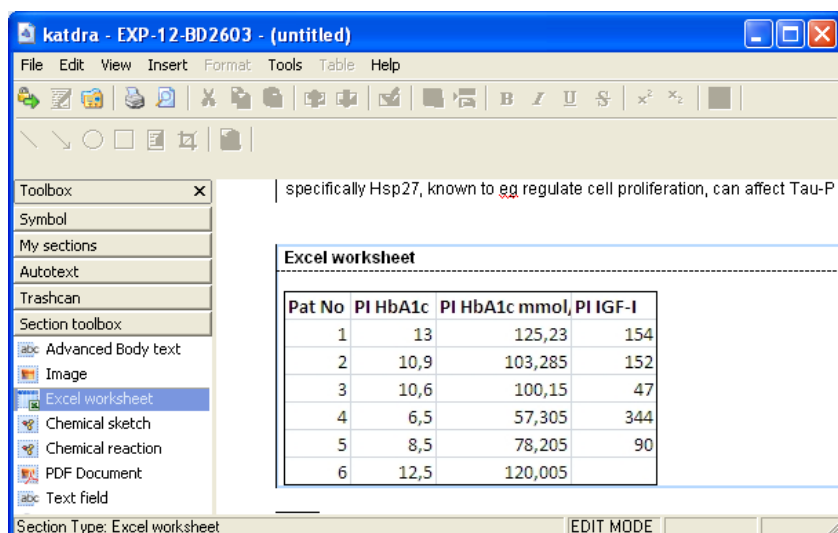 katdra - EXP-12-BD2603 - (untitled)
File Edit View Insert Format Tools Table Help
B I U S x² ×₂
Toolbox x
Symbol
My sections
Autotext
Trashcan
Section toolbox
abc Advanced Body text
Image
Excel worksheet
Chemical sketch
Chemical reaction
PDF Document
abc Text field
specifically Hsp27, known to eg regulate cell proliferation, can affect Tau-P
Excel worksheet
Pat No PI HbA1c PI HbA1c mmol/ PI IGF-I
1 13 125,23 154
2 10,9 103,285 152
3 10,6 100,15 47
4 6,5 57,305 344
5 8,5 78,205 90
6 12,5 120,005
Section Type: Excel worksheet EDIT MODE